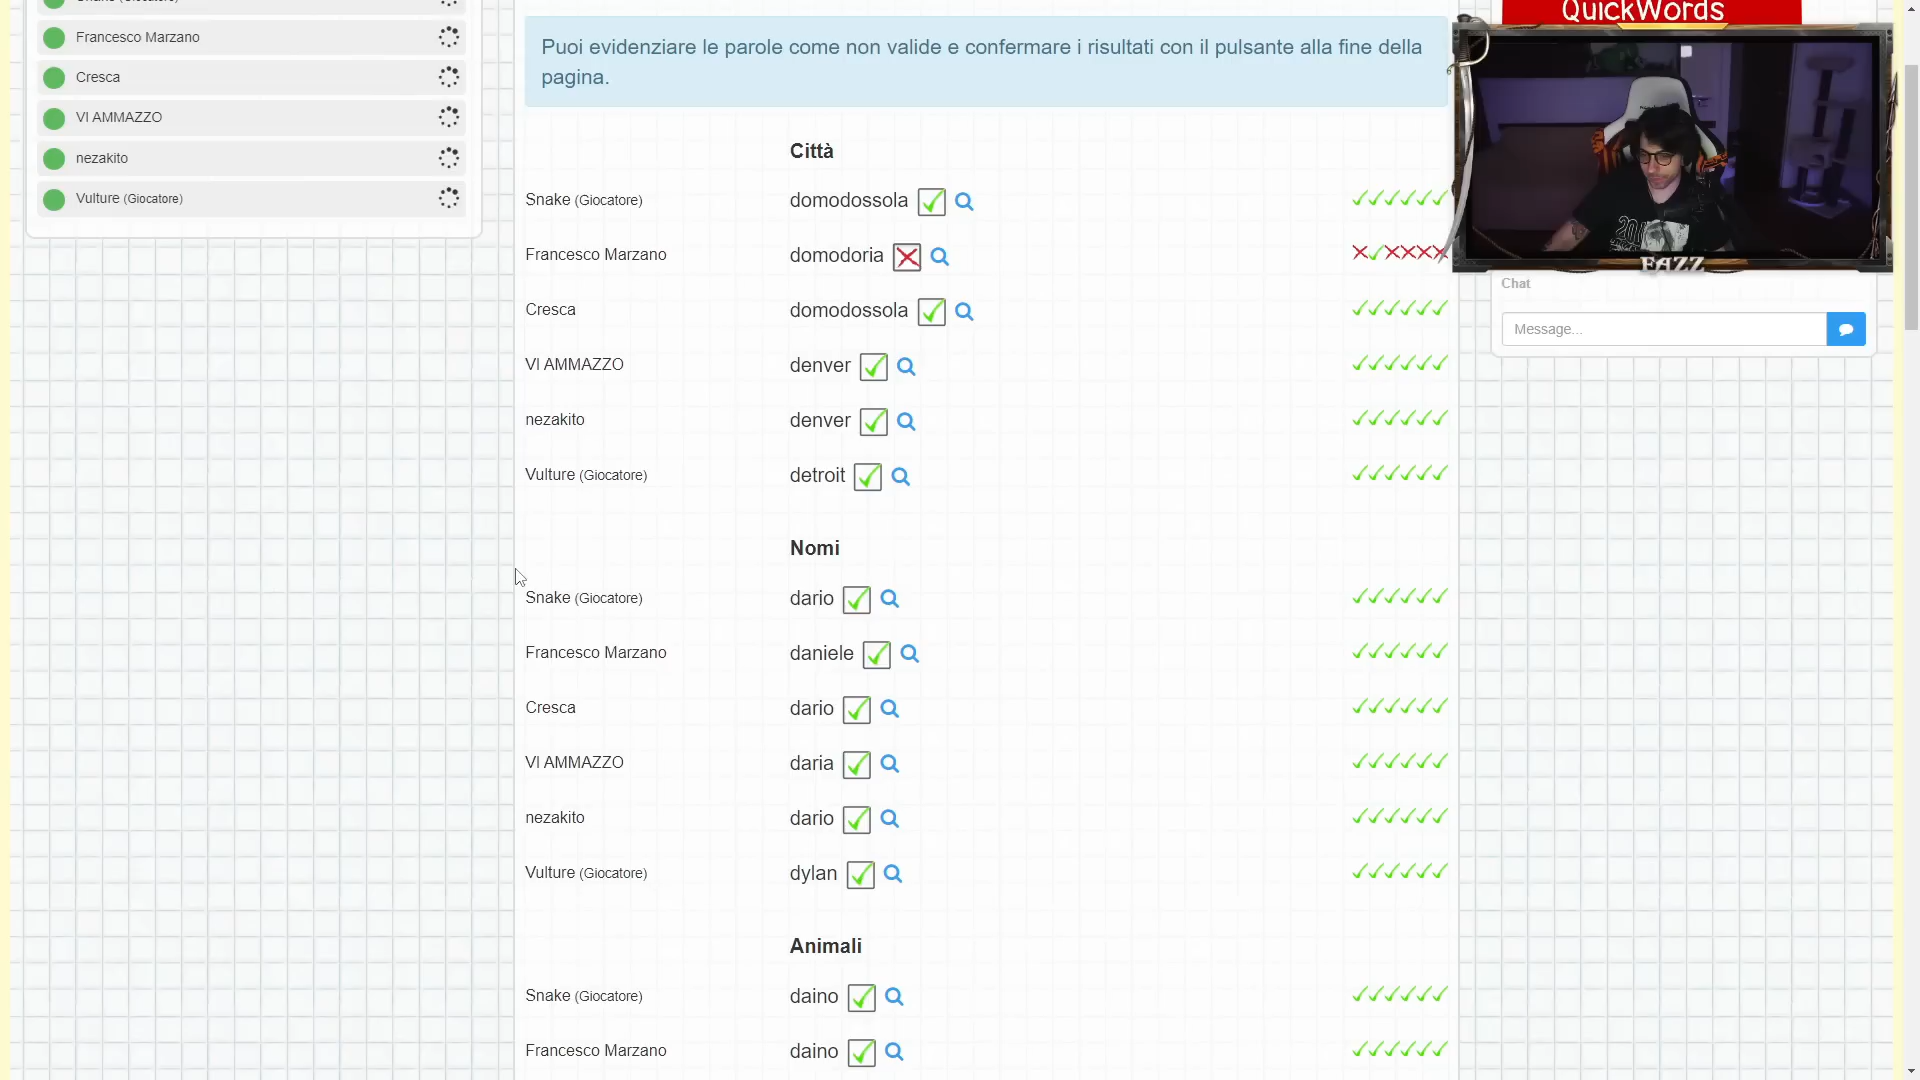 Francesco Marzano
Cresca
VI AMMAZZO
nezakito
Vulture (Giocatore)
QuickWords
Puoi evidenziare le parole come non valide e confermare i risultati con il pulsante alla fine della
pagina.
Città
Snake (Giocatore) domodossola
Francesco Marzano domodoria
Cresca domodossola
VI AMMAZZO denver
nezakito denver
Vulture (Giocatore) detroit
Nomi
Snake (Giocatore) dario
Francesco Marzano daniele
Cresca dario
VI AMMAZZO daria
nezakito dario
Vulture (Giocatore) dylan
Animali
Snake (Giocatore) daino
Francesco Marzano daino
FAZZ
Chat
Message...